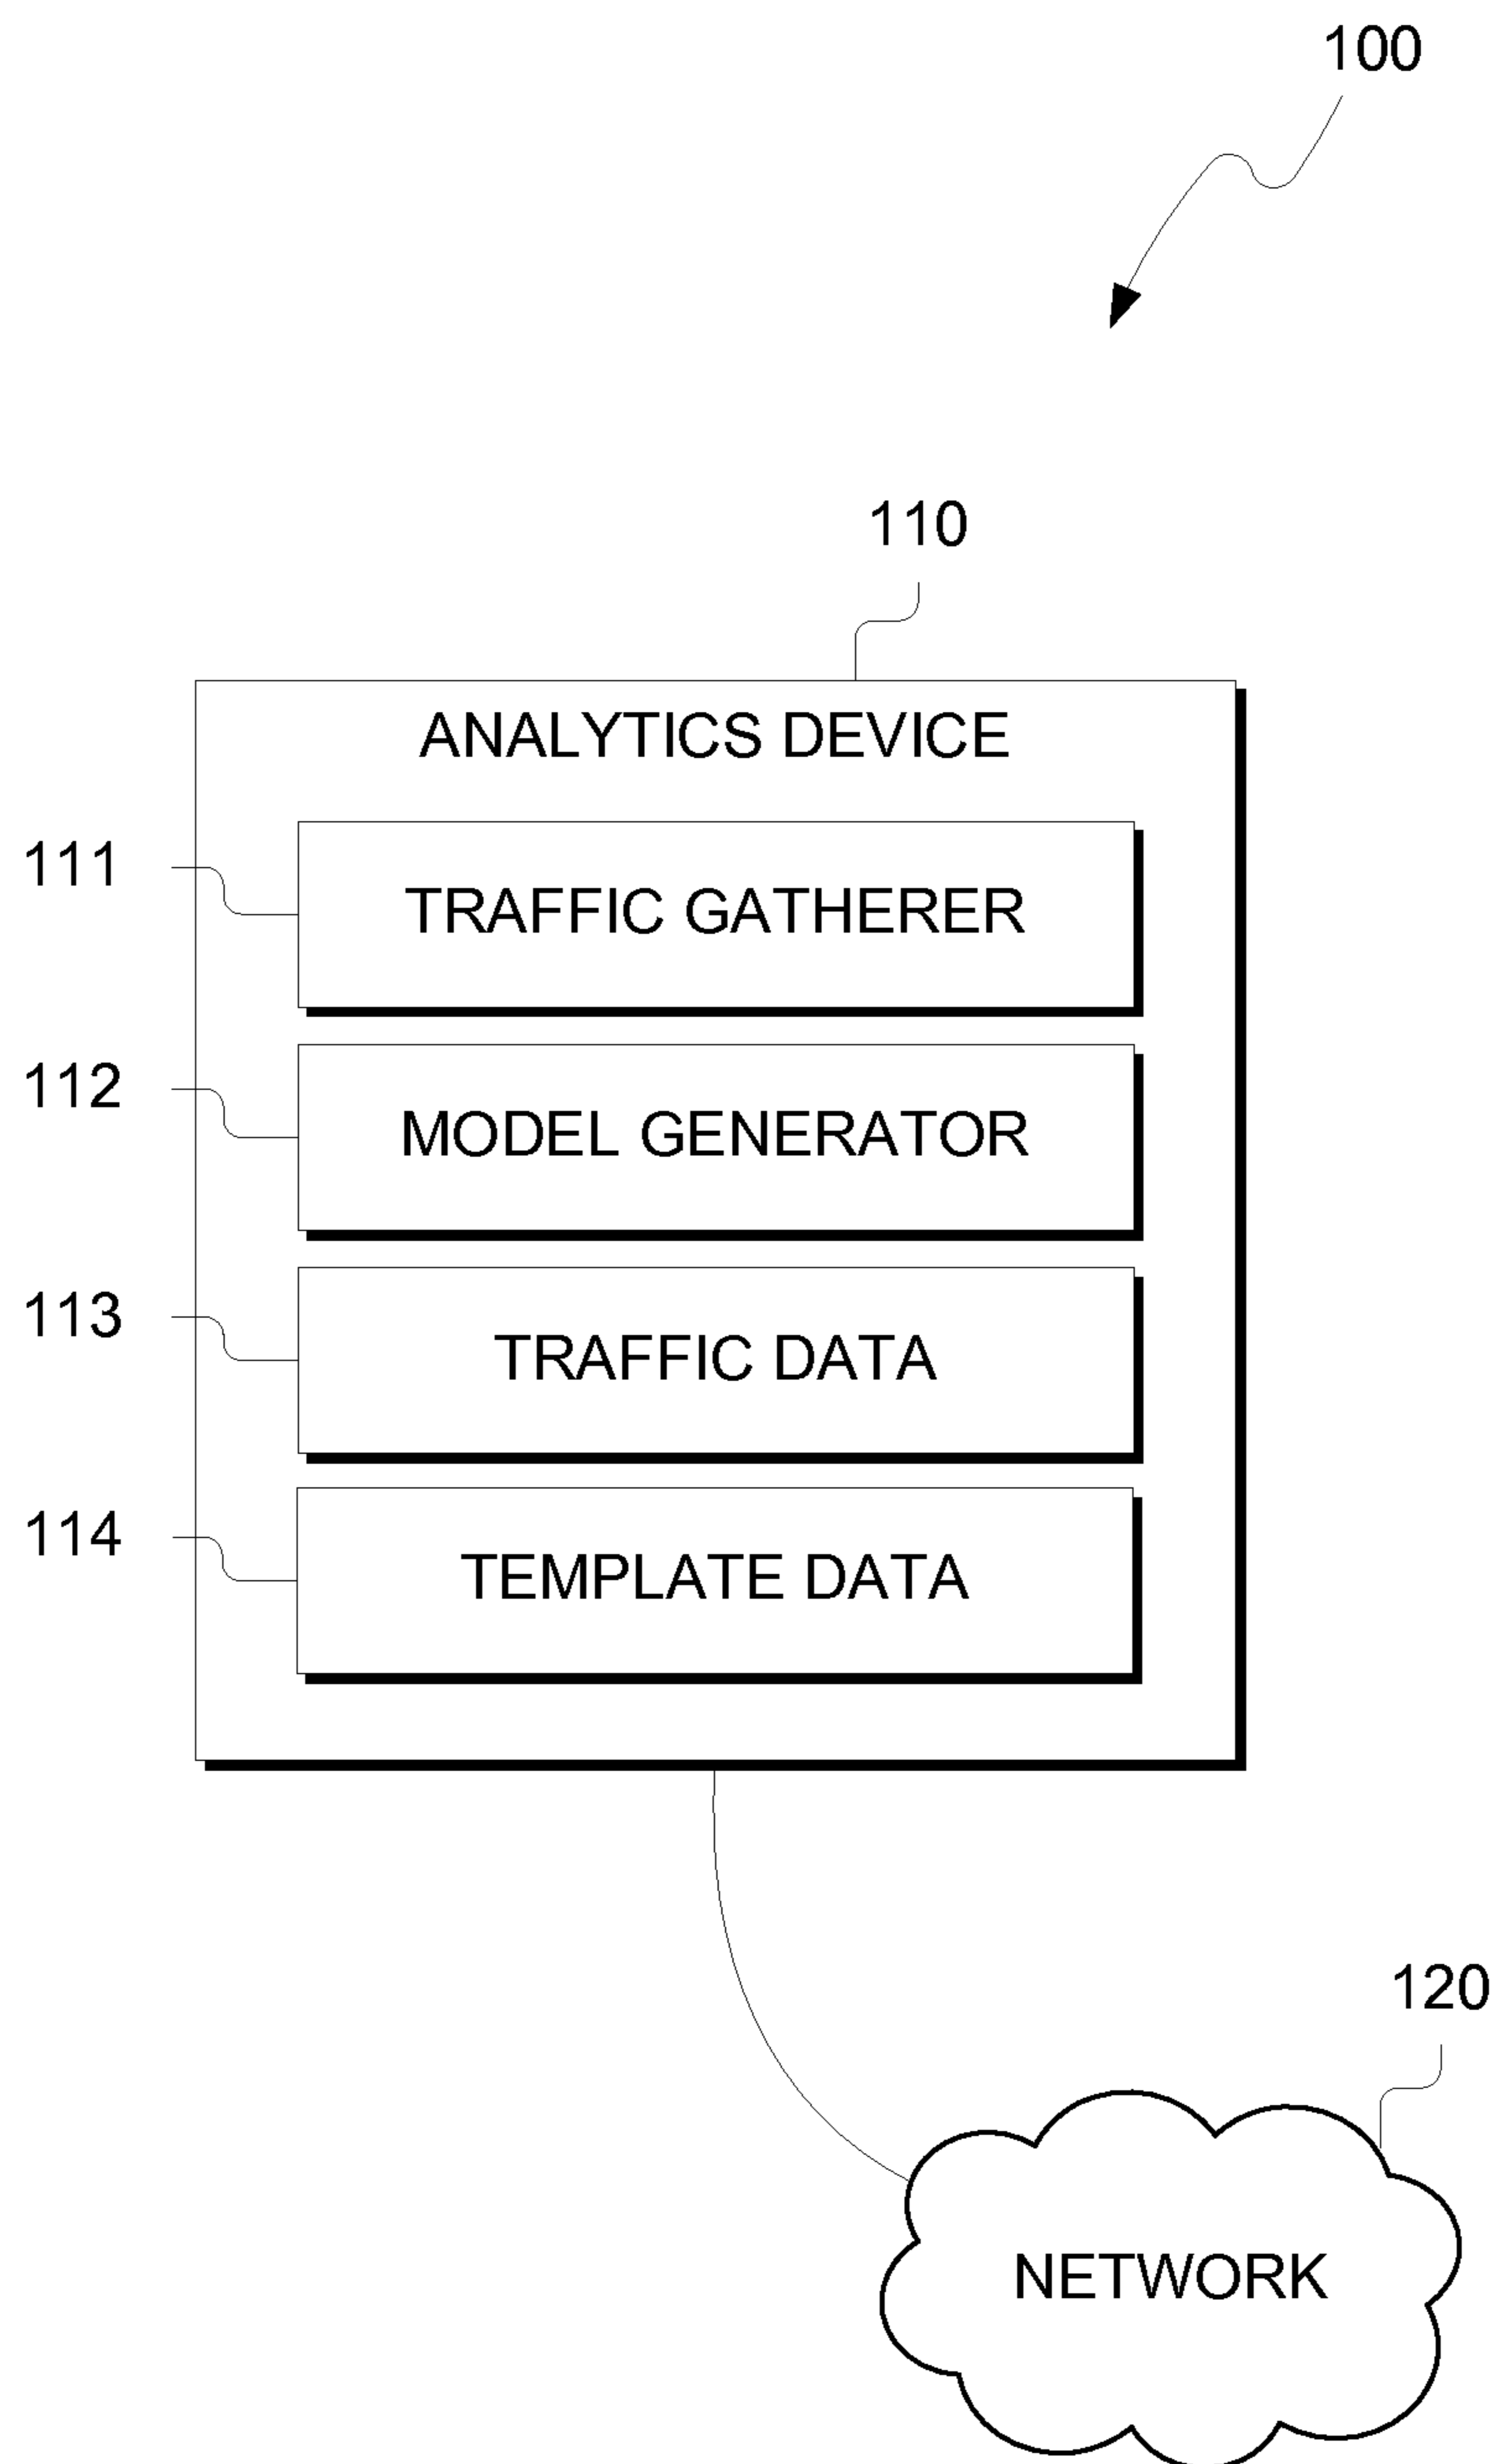 100
110
ANALYTICS DEVICE
111
TRAFFIC GATHERER
112
MODEL GENERATOR
113
TRAFFIC DATA
114
TEMPLATE DATA
120
NETWORK